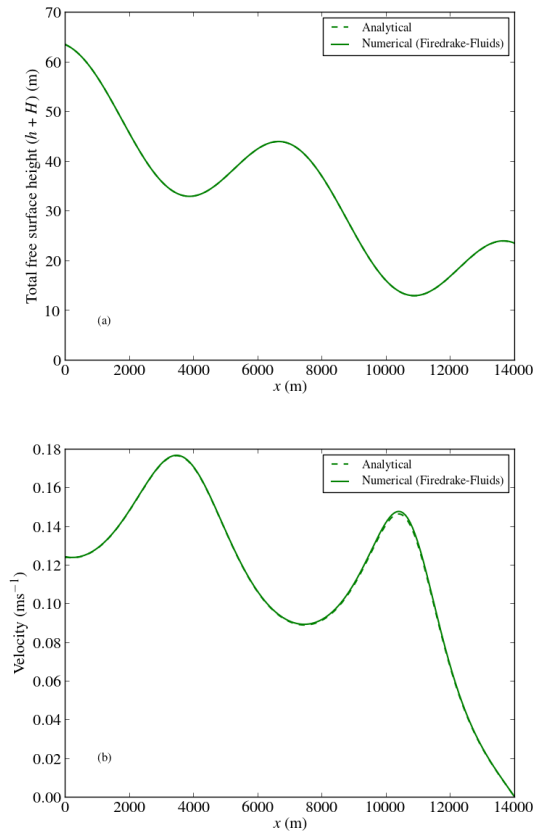 70
60
50
40
30
20
10
0
Total free surface height (h + H) (m)
Analytical
Numerical (Firedrake-Fluids)
(a)
0 2000 4000 6000 8000 10000 12000 14000
x (m)
0.18
0.16
0.14
0.12
0.10
0.08
0.06
0.04
0.02
0.00
Velocity (ms⁻¹)
Analytical
Numerical (Firedrake-Fluids)
(b)
0 2000 4000 6000 8000 10000 12000 14000
x (m)